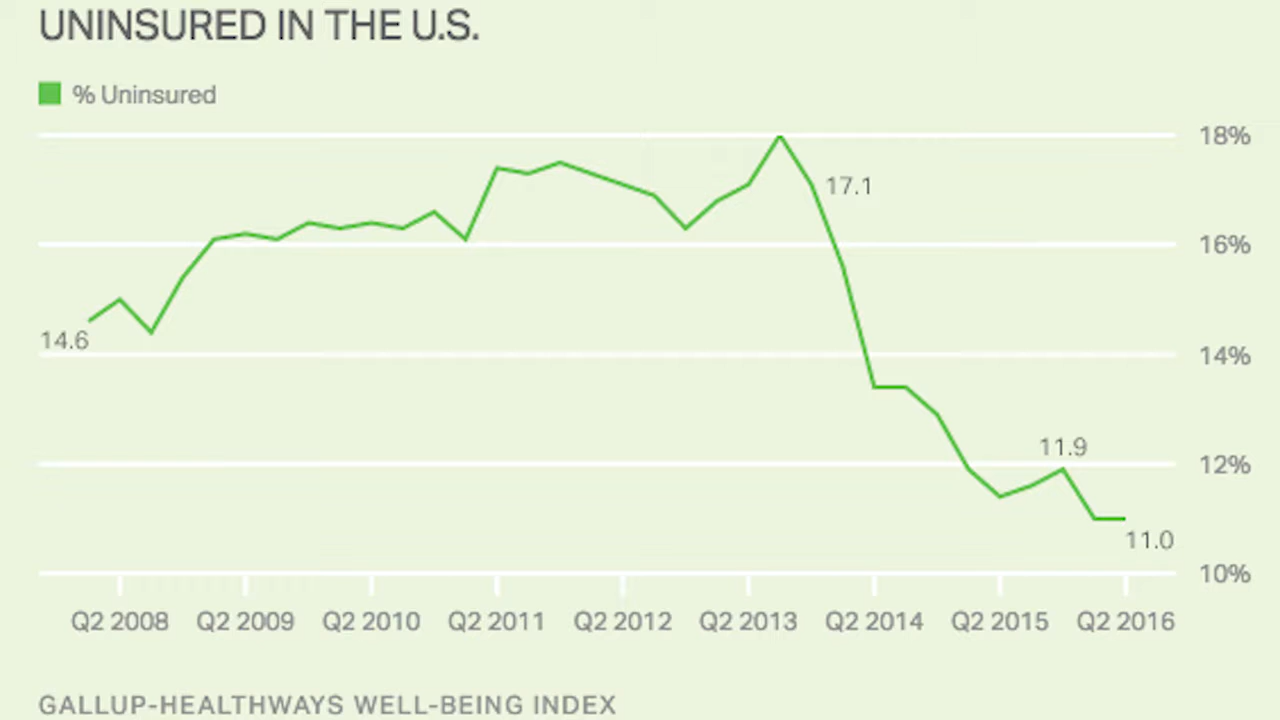 UNINSURED IN THE U.S.
% Uninsured
18%
17.1
16%
14.6
14%
11.9
12%
11.0
10%
Q2 2008 Q2 2009 Q2 2010 Q2 2011 Q2 2012 Q2 2013 Q2 2014 Q2 2015 Q2 2016
GALLUP-HEALTHWAYS WELL-BEING INDEX